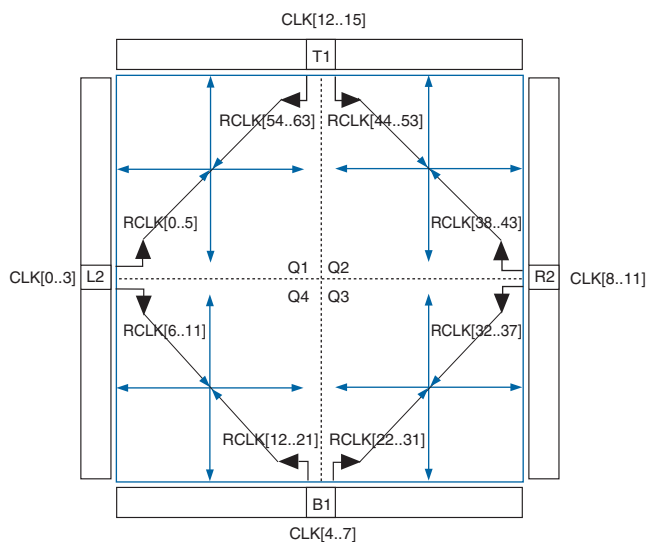 CLK[12..15]
T1
RCLK[54..63]
RCLK[44..53]
RCLK[0..5]
RCLK[38..43]
Q1
Q2
CLK[0..3]
L2
R2
CLK[8..11]
Q4
Q3
RCLK[6..11]
RCLK[32..37]
RCLK[12..21]
RCLK[22..31]
B1
CLK[4..7]